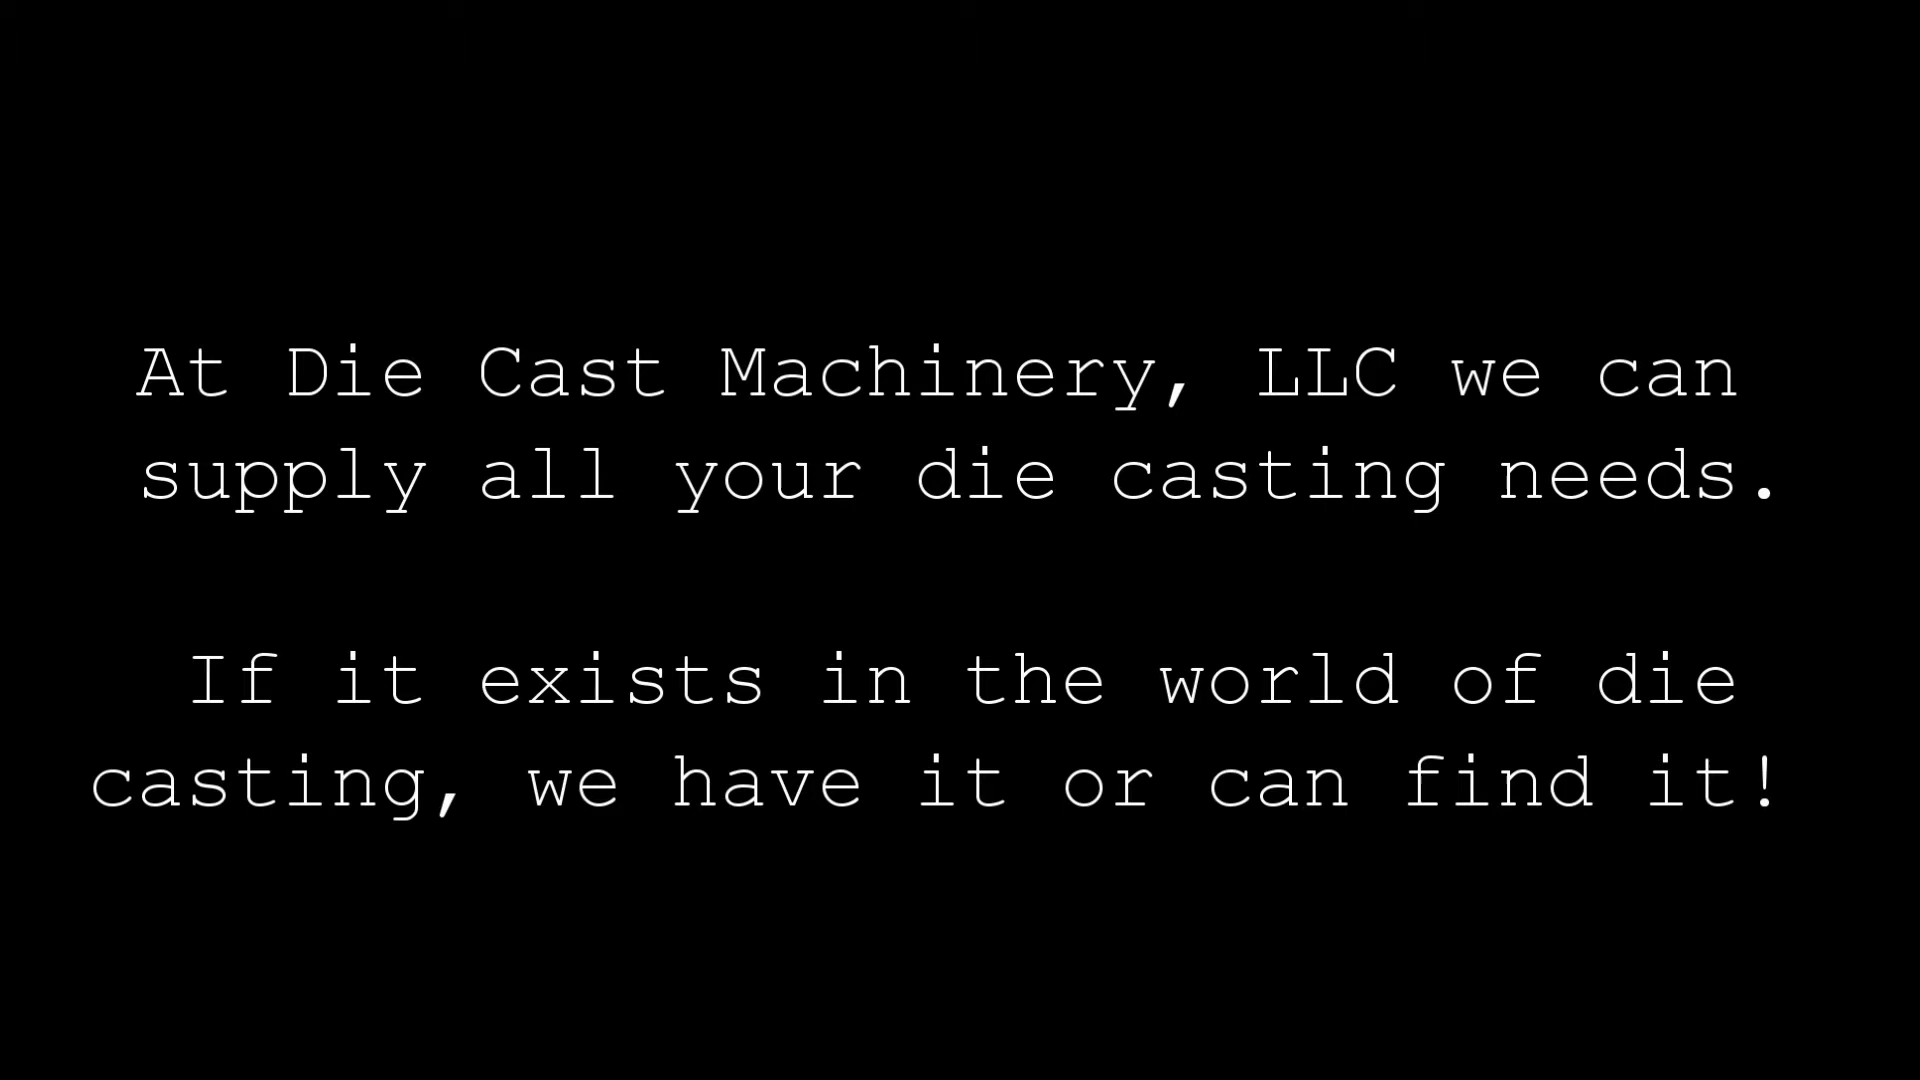 At Die Cast Machinery, LLC we can
supply all your die casting needs.
If it exists in the world of die
casting, we have it or can find it!